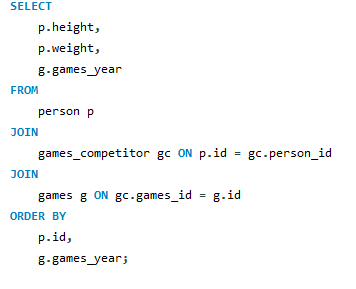 SELECT
    p.height,
    p.weight,
    g.games_year
FROM
    person p
JOIN
    games_competitor gc ON p.id = gc.person_id
JOIN
    games g ON gc.games_id = g.id
ORDER BY
    p.id,
    g.games_year;